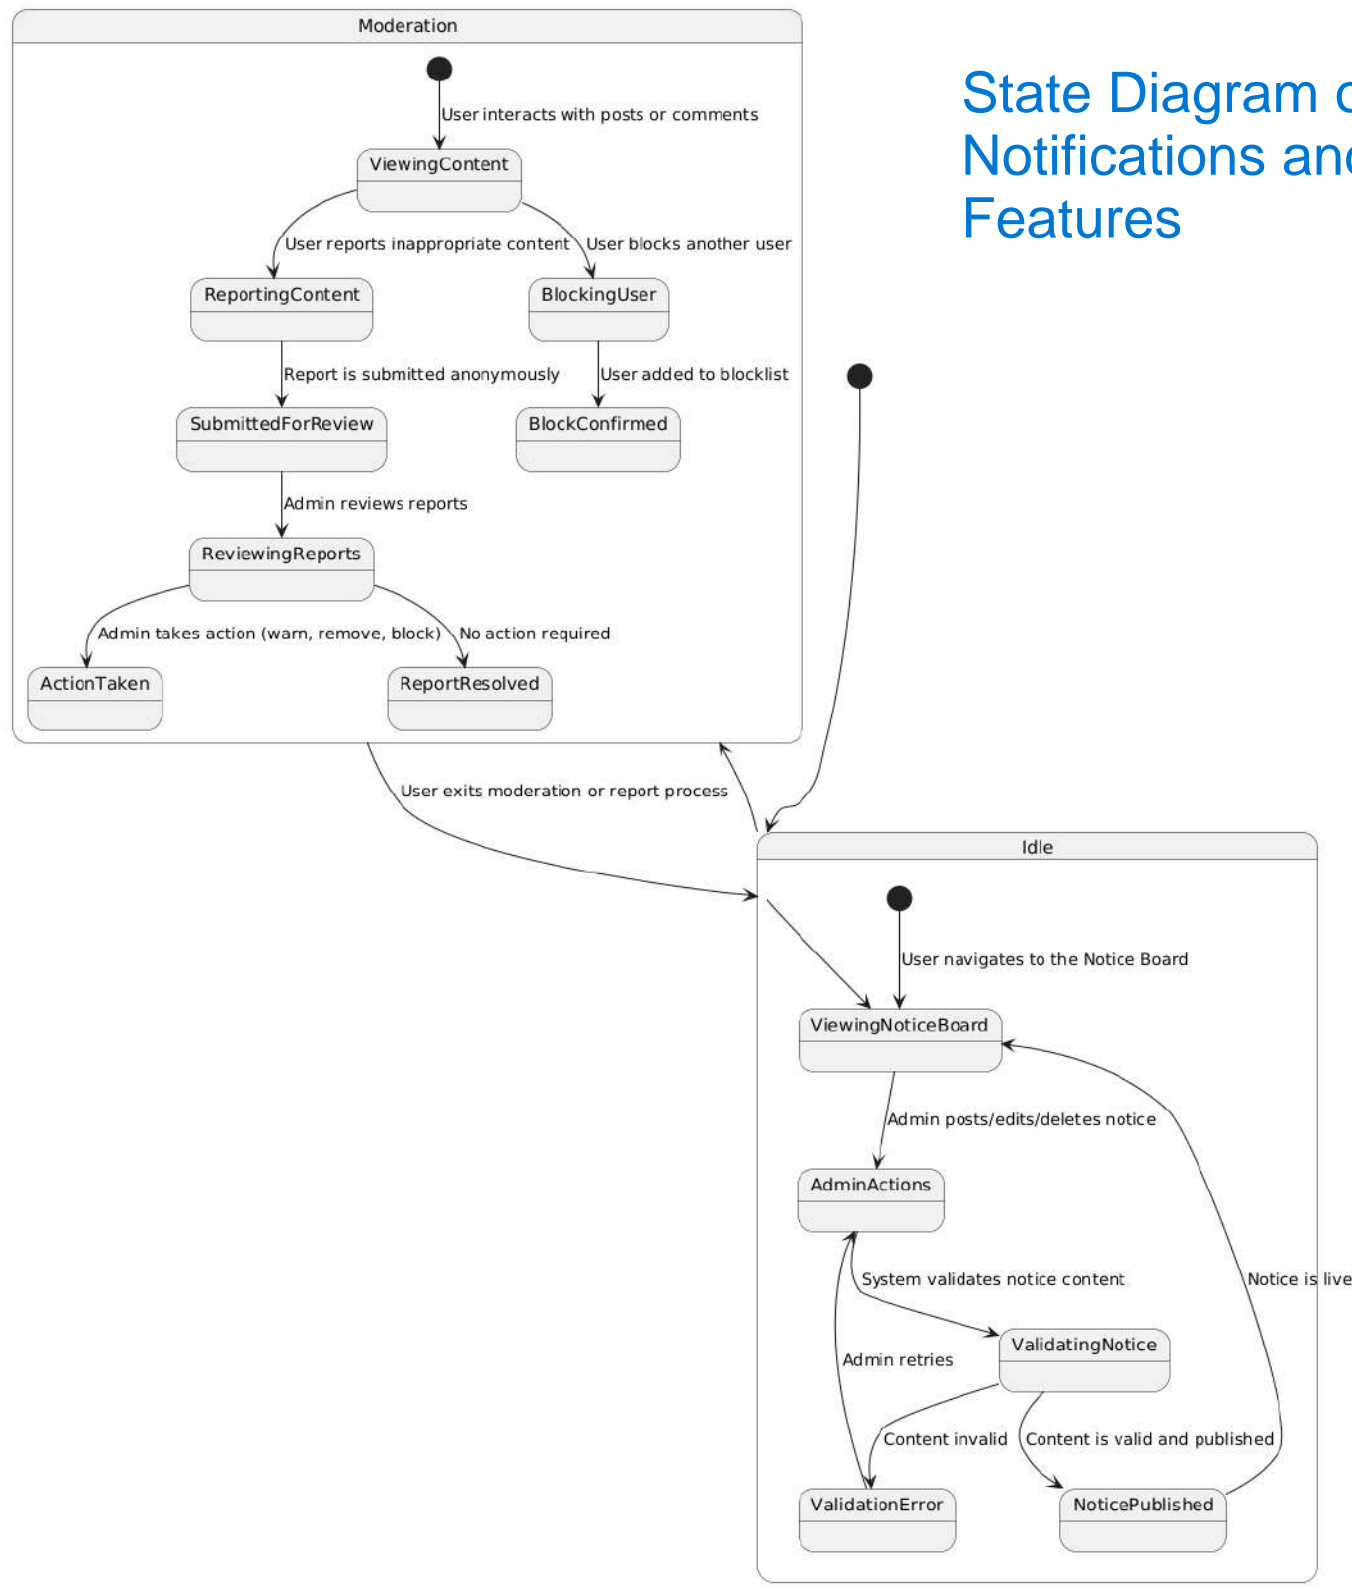 Moderation
State Diagram
Notifications
Features
User interacts with posts or comments
ViewingContent
User reports inappropriate content
User blocks another user
ReportingContent
BlockingUser
Report is submitted anonymously
User added to blocklist
SubmittedForReview
BlockConfirmed
Admin reviews reports
ReviewingReports
Admin takes action (warn, remove, block)
No action required
ActionTaken
ReportResolved
User exits moderation or report process
Idle
User navigates to the Notice Board
ViewingNoticeBoard
Admin posts/edits/deletes notice
AdminActions
System validates notice content
Notice is live
ValidatingNotice
Admin retries
Content invalid
Content is valid and published
ValidationError
NoticePublished